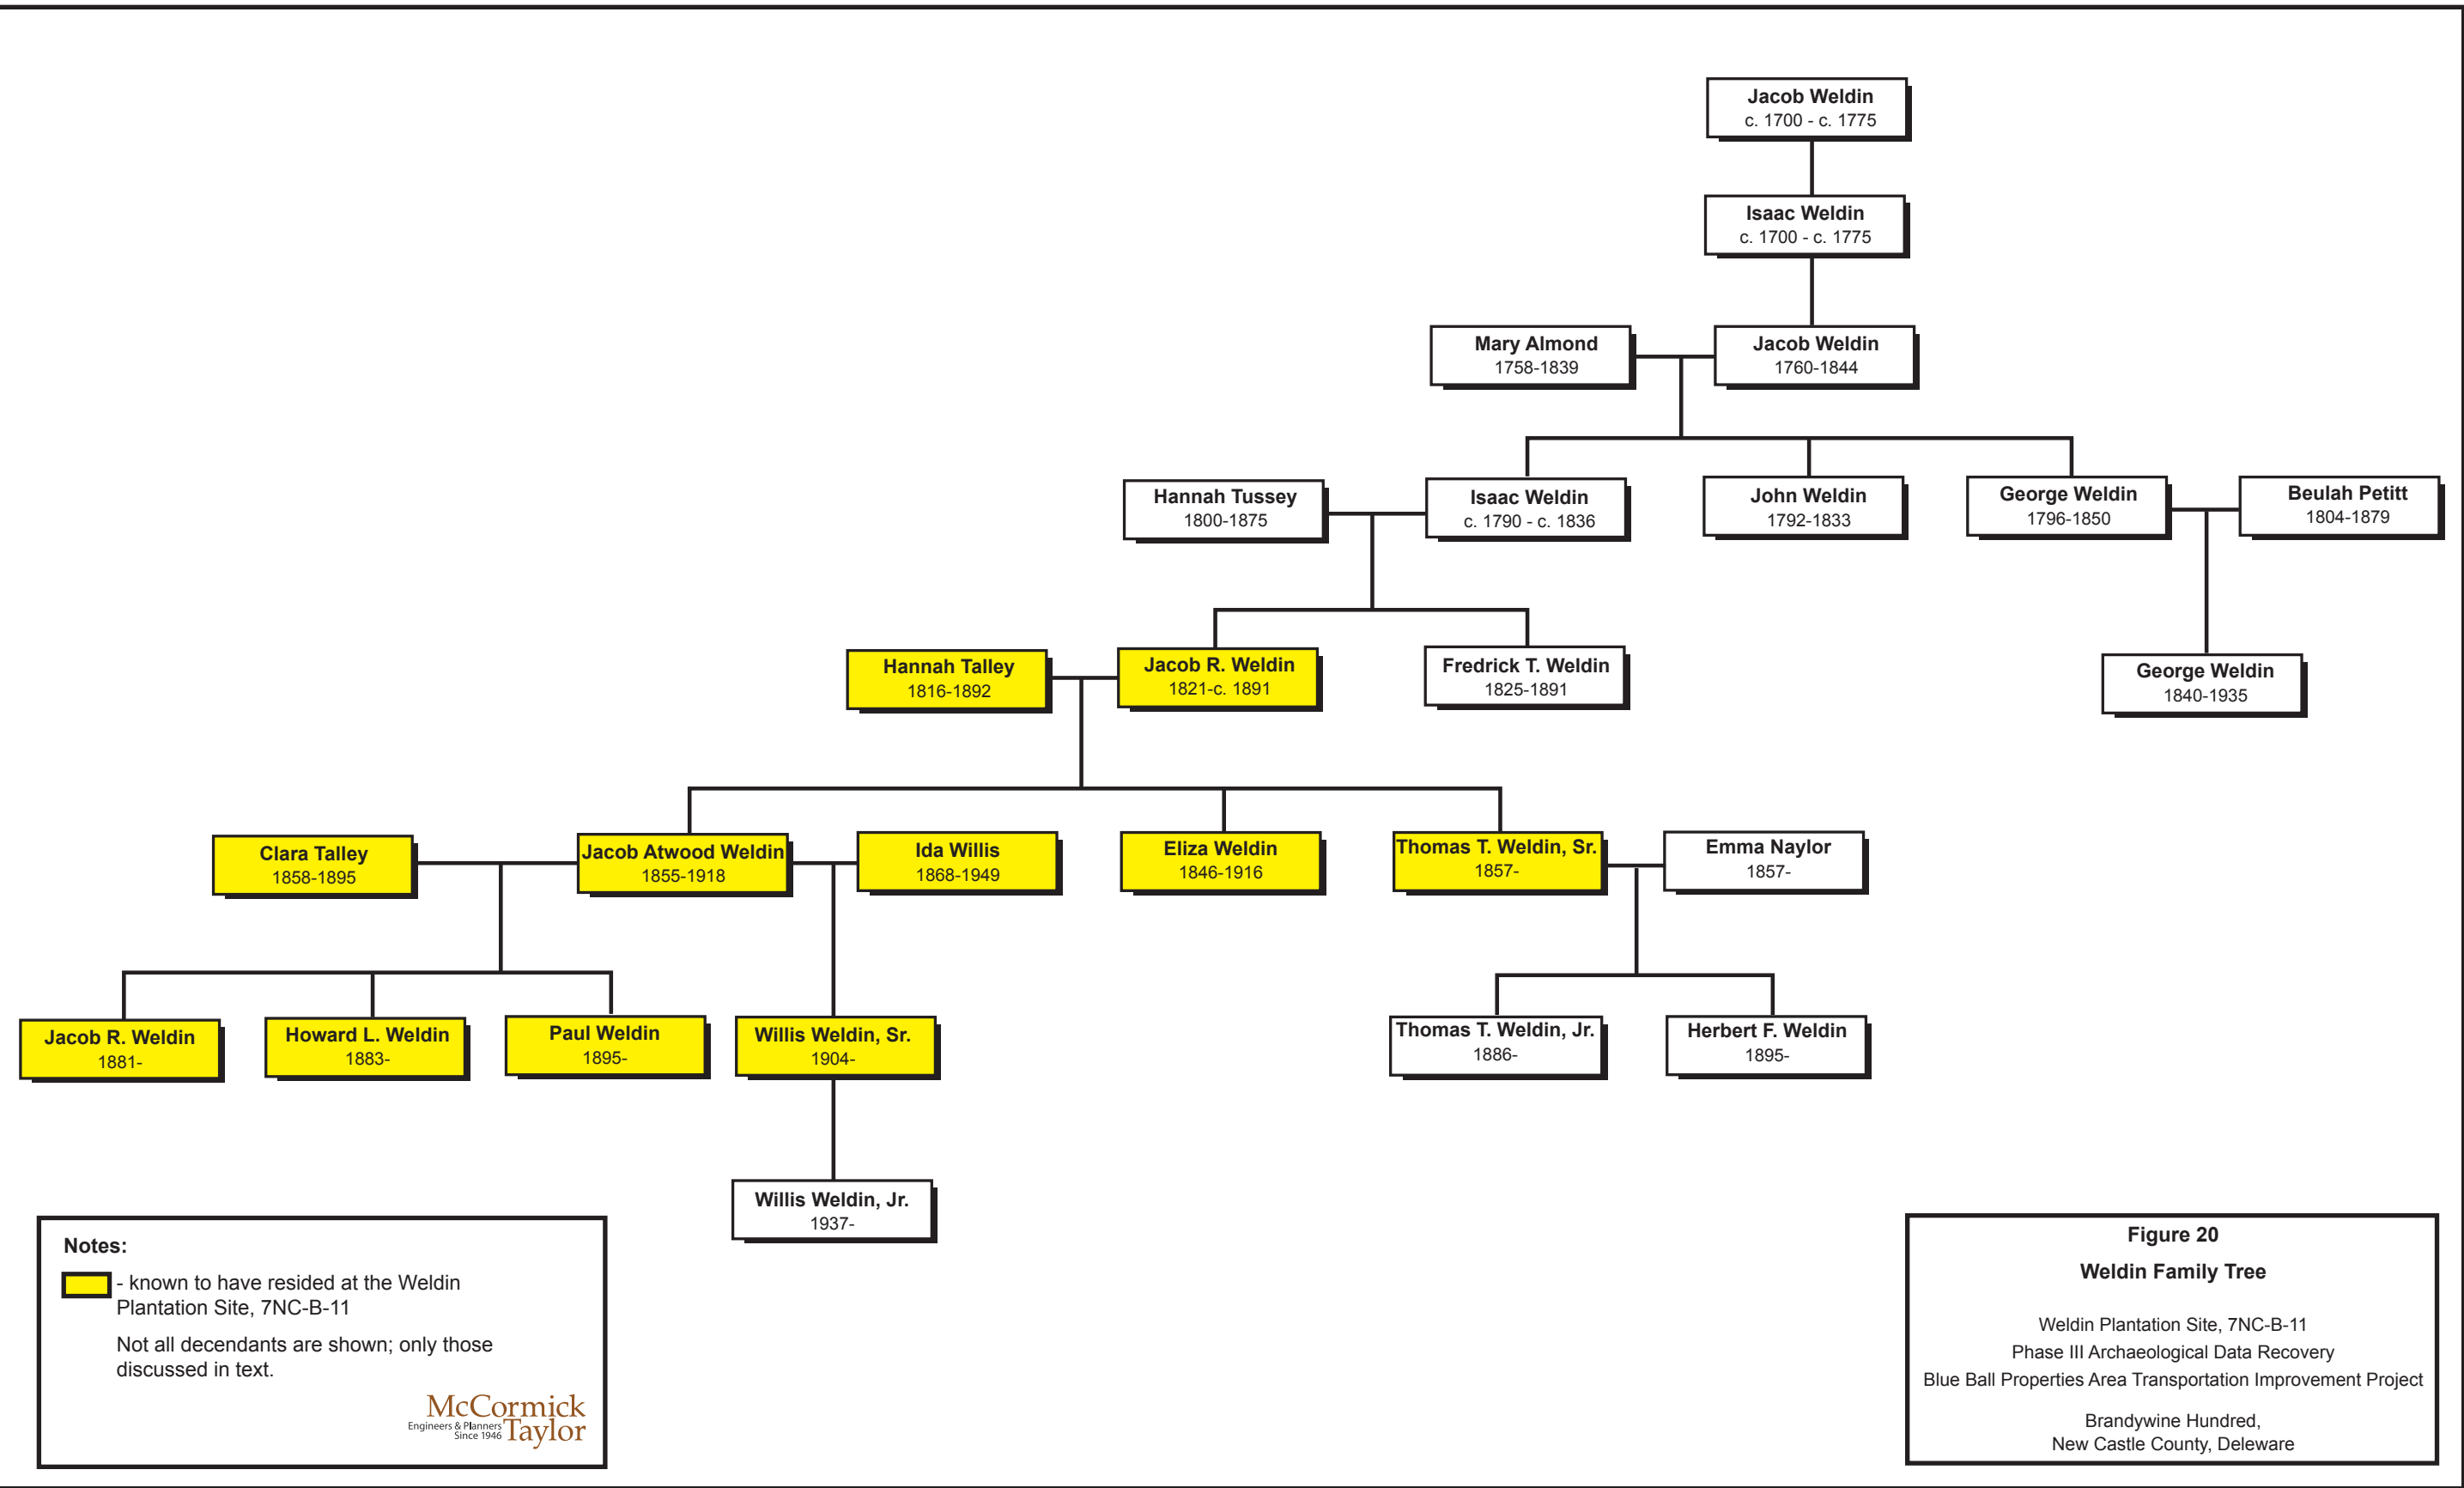 Jacob Weldin
c. 1700 - c. 1775
Isaac Weldin
c. 1700 - c. 1775
Mary Almond
1758-1839
Jacob Weldin
1760-1844
Hannah Tussey
1800-1875
Isaac Weldin
c. 1790 - c. 1836
John Weldin
1792-1833
George Weldin
1796-1850
Beulah Petitt
1804-1879
Hannah Talley
1816-1892
Jacob R. Weldin
1821-c. 1891
Fredrick T. Weldin
1825-1891
George Weldin
1840-1935
Clara Talley
1858-1895
Jacob Atwood Weldin
1855-1918
Ida Willis
1868-1949
Eliza Weldin
1846-1916
Thomas T. Weldin, Sr.
1857-
Emma Naylor
1857-
Jacob R. Weldin
1881-
Howard L. Weldin
1883-
Paul Weldin
1895-
Willis Weldin, Sr.
1904-
Thomas T. Weldin, Jr.
1886-
Herbert F. Weldin
1895-
Willis Weldin, Jr.
1937-
Notes:
- known to have resided at the Weldin
Plantation Site, 7NC-B-11
Not all decendants are shown; only those
discussed in text.
McCormick
Taylor
Engineers & Planners
Since 1946
Figure 20
Weldin Family Tree
Weldin Plantation Site, 7NC-B-11
Phase III Archaeological Data Recovery
Blue Ball Properties Area Transportation Improvement Project
Brandywine Hundred,
New Castle County, Deleware